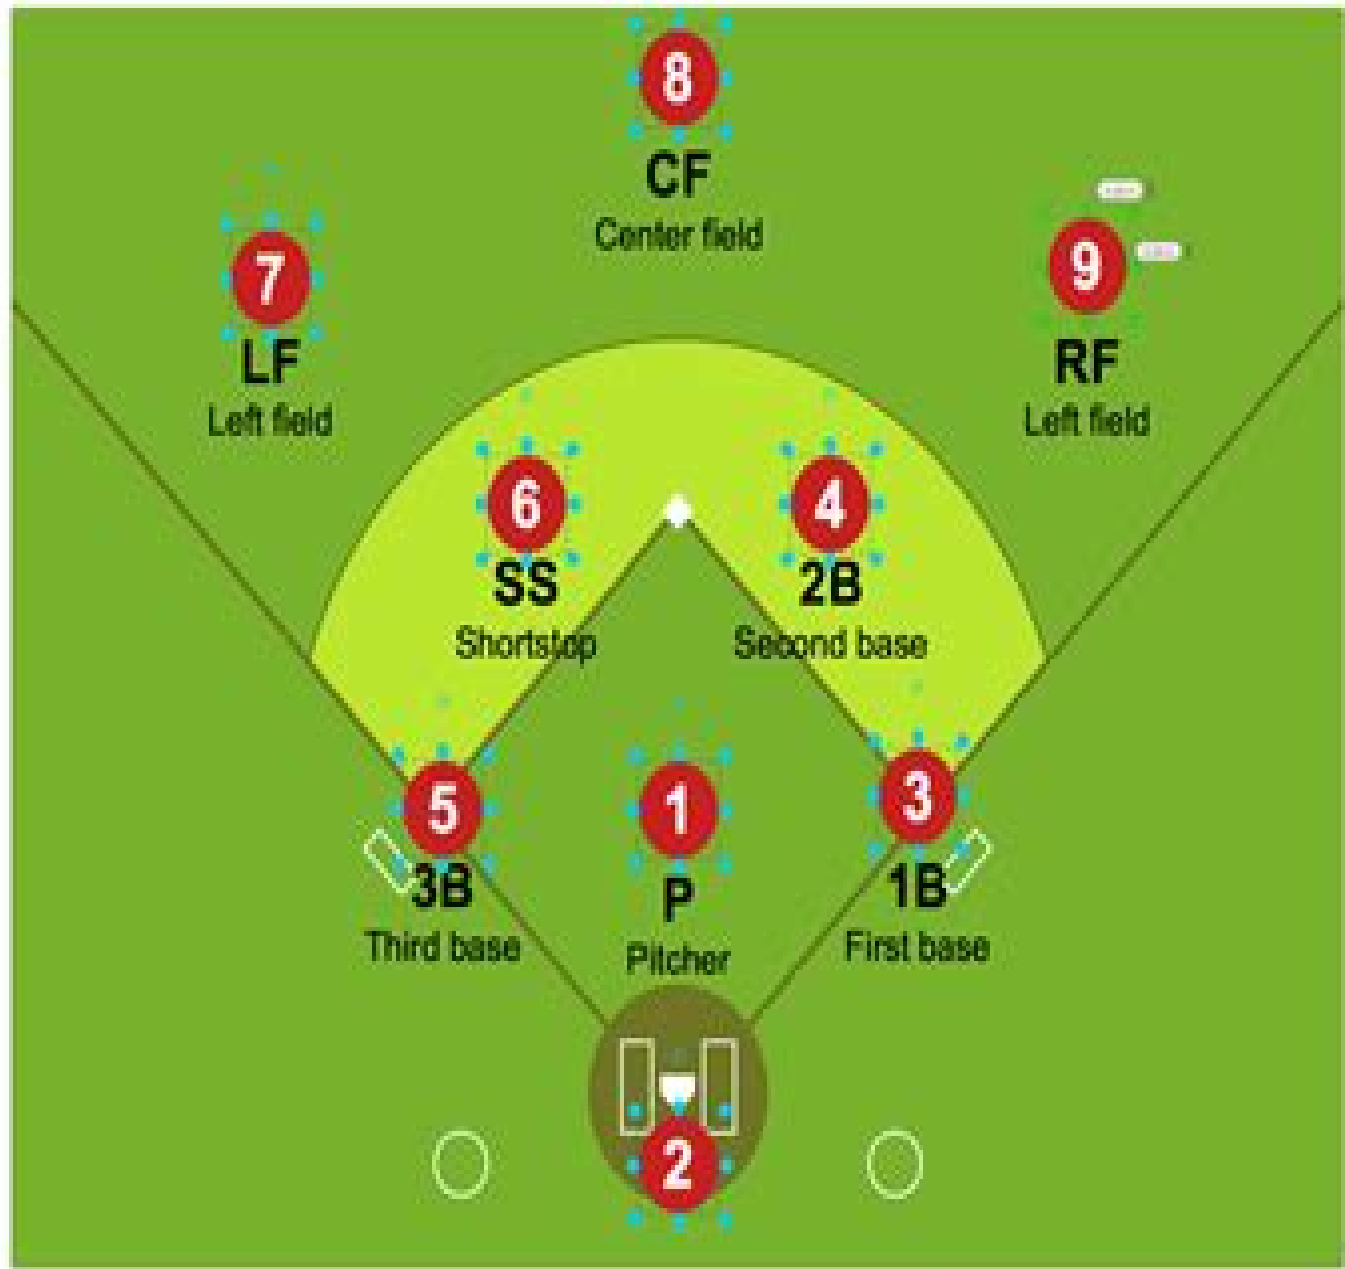 8
CF
Center field
7
LF
Left field
9
RF
Left field
6
SS
Shortstop
4
2B
Second base
5
3B
Third base
1
P
Pitcher
3
1B
First base
2